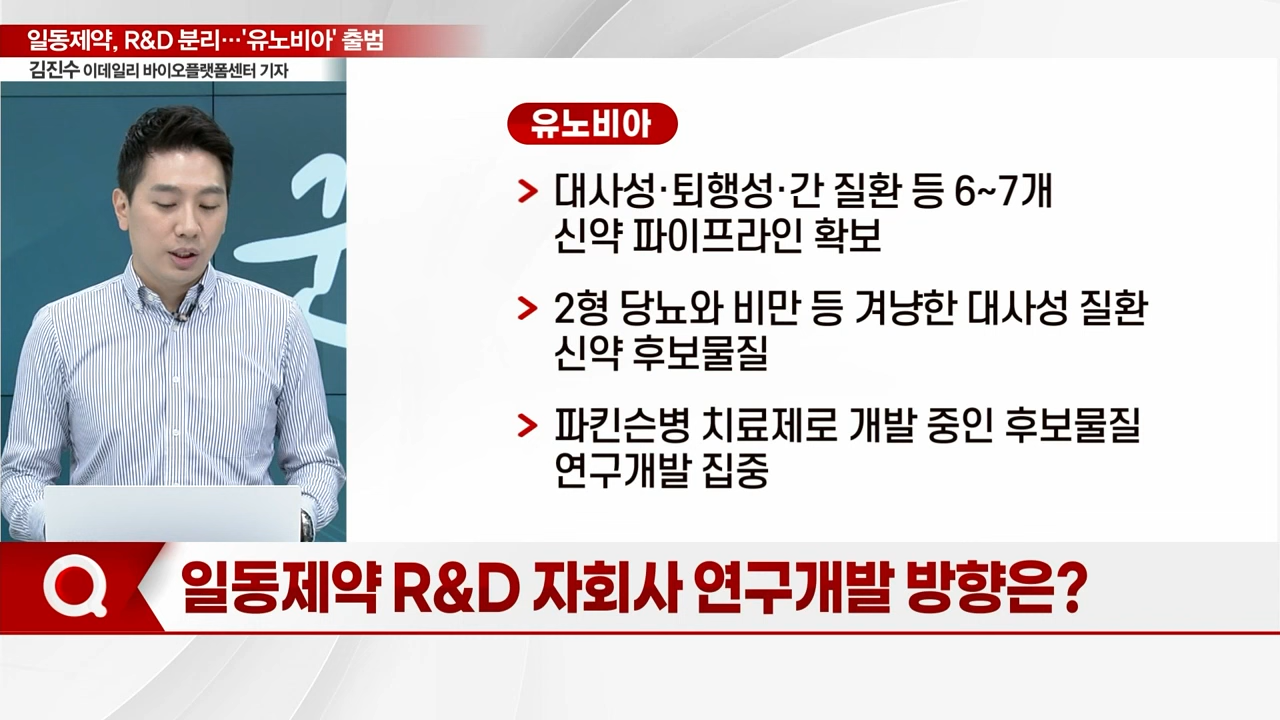 일동제약, R&D 분리…'유노비아' 출범
김진수 이데일리 바이오플랫폼센터 기자
유노비아
> 대사성·퇴행성·간 질환 등 6~7개
신약 파이프라인 확보
> 2형 당뇨와 비만 등 겨냥한 대사성 질환
신약 후보물질
> 파킨슨병 치료제로 개발 중인 후보물질
연구개발 집중
Q 일동제약 R&D 자회사 연구개발 방향은?